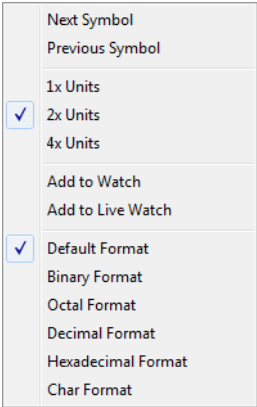 Next Symbol
Previous Symbol
1x Units
2x Units
4x Units
Add to Watch
Add to Live Watch
Default Format
Binary Format
Octal Format
Decimal Format
Hexadecimal Format
Char Format